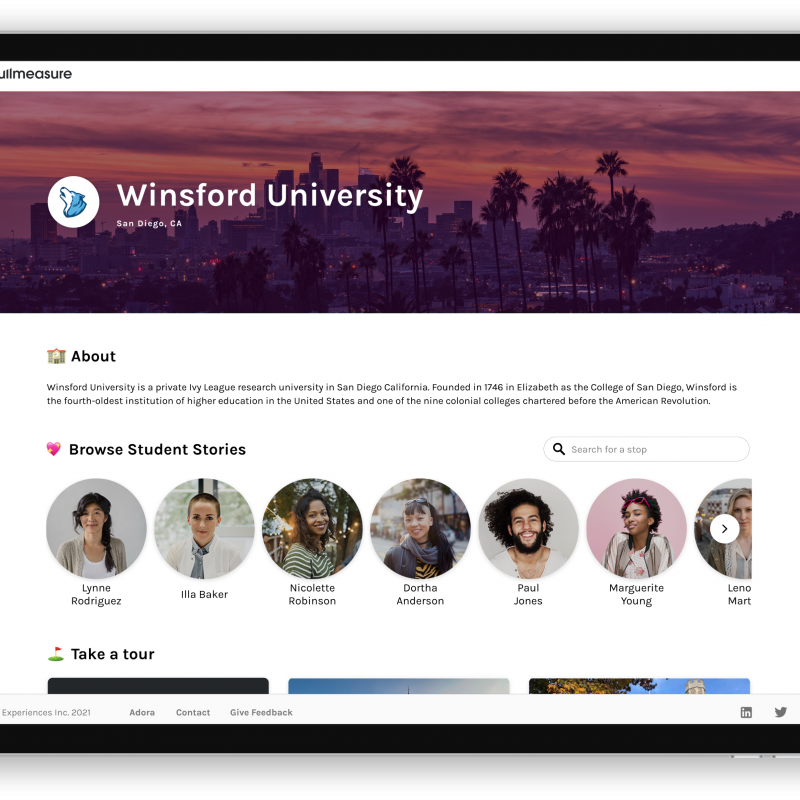 ullmeasure
Winsford University
San Diego, CA
About
Winsford University is a private Ivy League research university in San Diego California. Founded in 1746 in Elizabeth as the College of San Diego, Winsford is
the fourth-oldest institution of higher education in the United States and one of the nine colonial colleges chartered before the American Revolution.
Browse Student Stories
Search for a stop
Lynne
Rodriguez
Illa Baker
Nicolette
Robinson
Dortha
Anderson
Paul
Jones
Marguerite
Young
Leno
Mart
Take a tour
Experiences Inc. 2021
Adora
Contact
Give Feedback